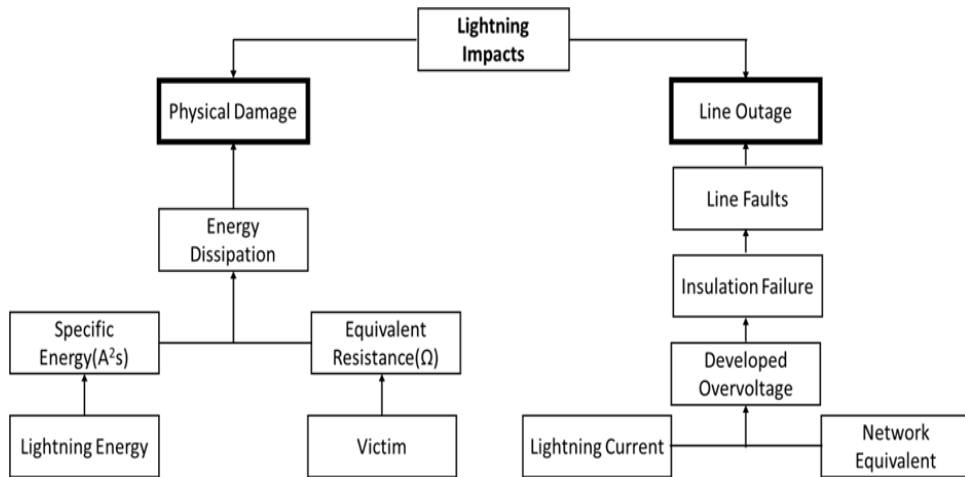 Lightning
Impacts
Physical Damage
Line Outage
Line Faults
Energy
Dissipation
Insulation Failure
Specific
Energy(A²s)
Equivalent
Resistance(Ω)
Developed
Overvoltage
Lightning Energy
Victim
Lightning Current
Network
Equivalent